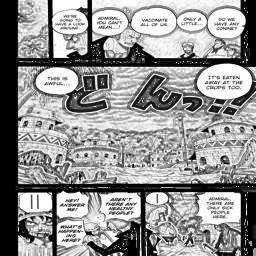 DO WE
HAVE ANY
CONINE?
ONLY A
LITTLE...
VACCINATE
ALL OF US.
ADMIRAL,
YOU CAN'T
MEAN...!
WE'RE
GOING TO
HAVE A LOOK
AROUND.
IT'S EATEN
AWAY AT THE
CROPS TOO.
THIS IS
AWFUL...
どんっ!!
ADMIRAL,
THERE ARE
ONLY SICK
PEOPLE
HERE.
AREN'T
THERE ANY
HEALTHY
PEOPLE?
HEY!
ANSWER
ME!
WHAT'S
HAPPEN-
ING
HERE?
!!